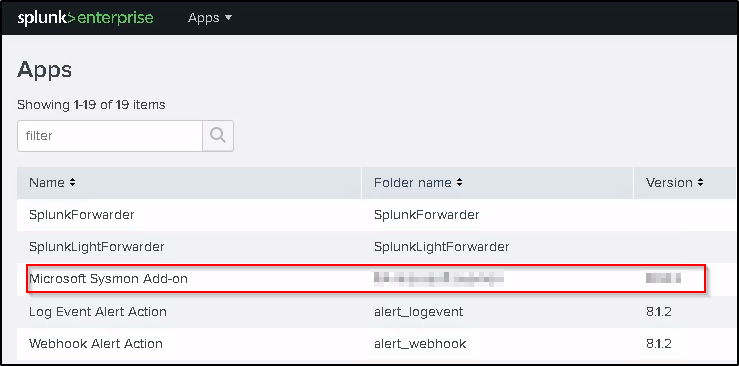 splunk>enterprise Apps
Apps
Showing 1-19 of 19 items
filter
Name Folder name Version
SplunkForwarder SplunkForwarder
SplunkLightForwarder SplunkLightForwarder
Microsoft Sysmon Add-on
Log Event Alert Action alert_logevent 8.1.2
Webhook Alert Action alert_webhook 8.1.2